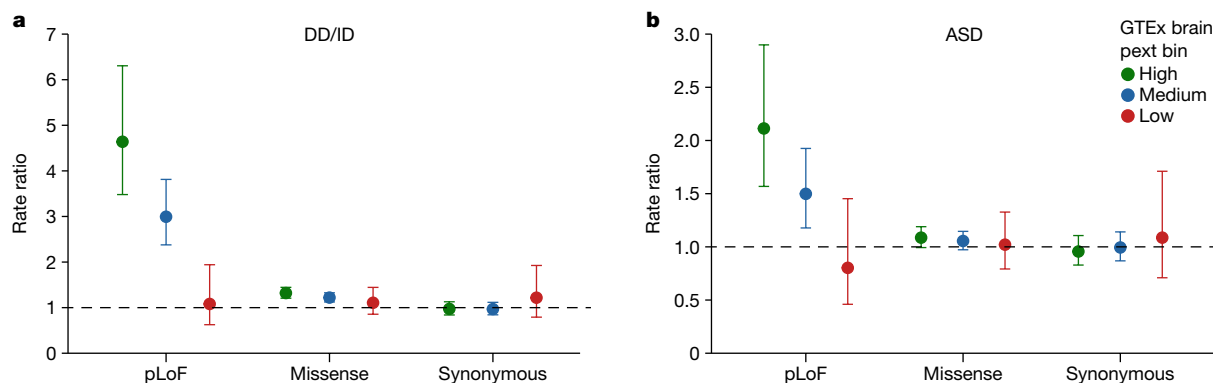 a
DD/ID
7
6
5
4
3
2
1
0
Rate ratio
pLoF
Missense
Synonymous
b
ASD
3.0
2.5
2.0
1.5
1.0
0.5
0
Rate ratio
pLoF
Missense
Synonymous
GTEx brain
pext bin
High
Medium
Low